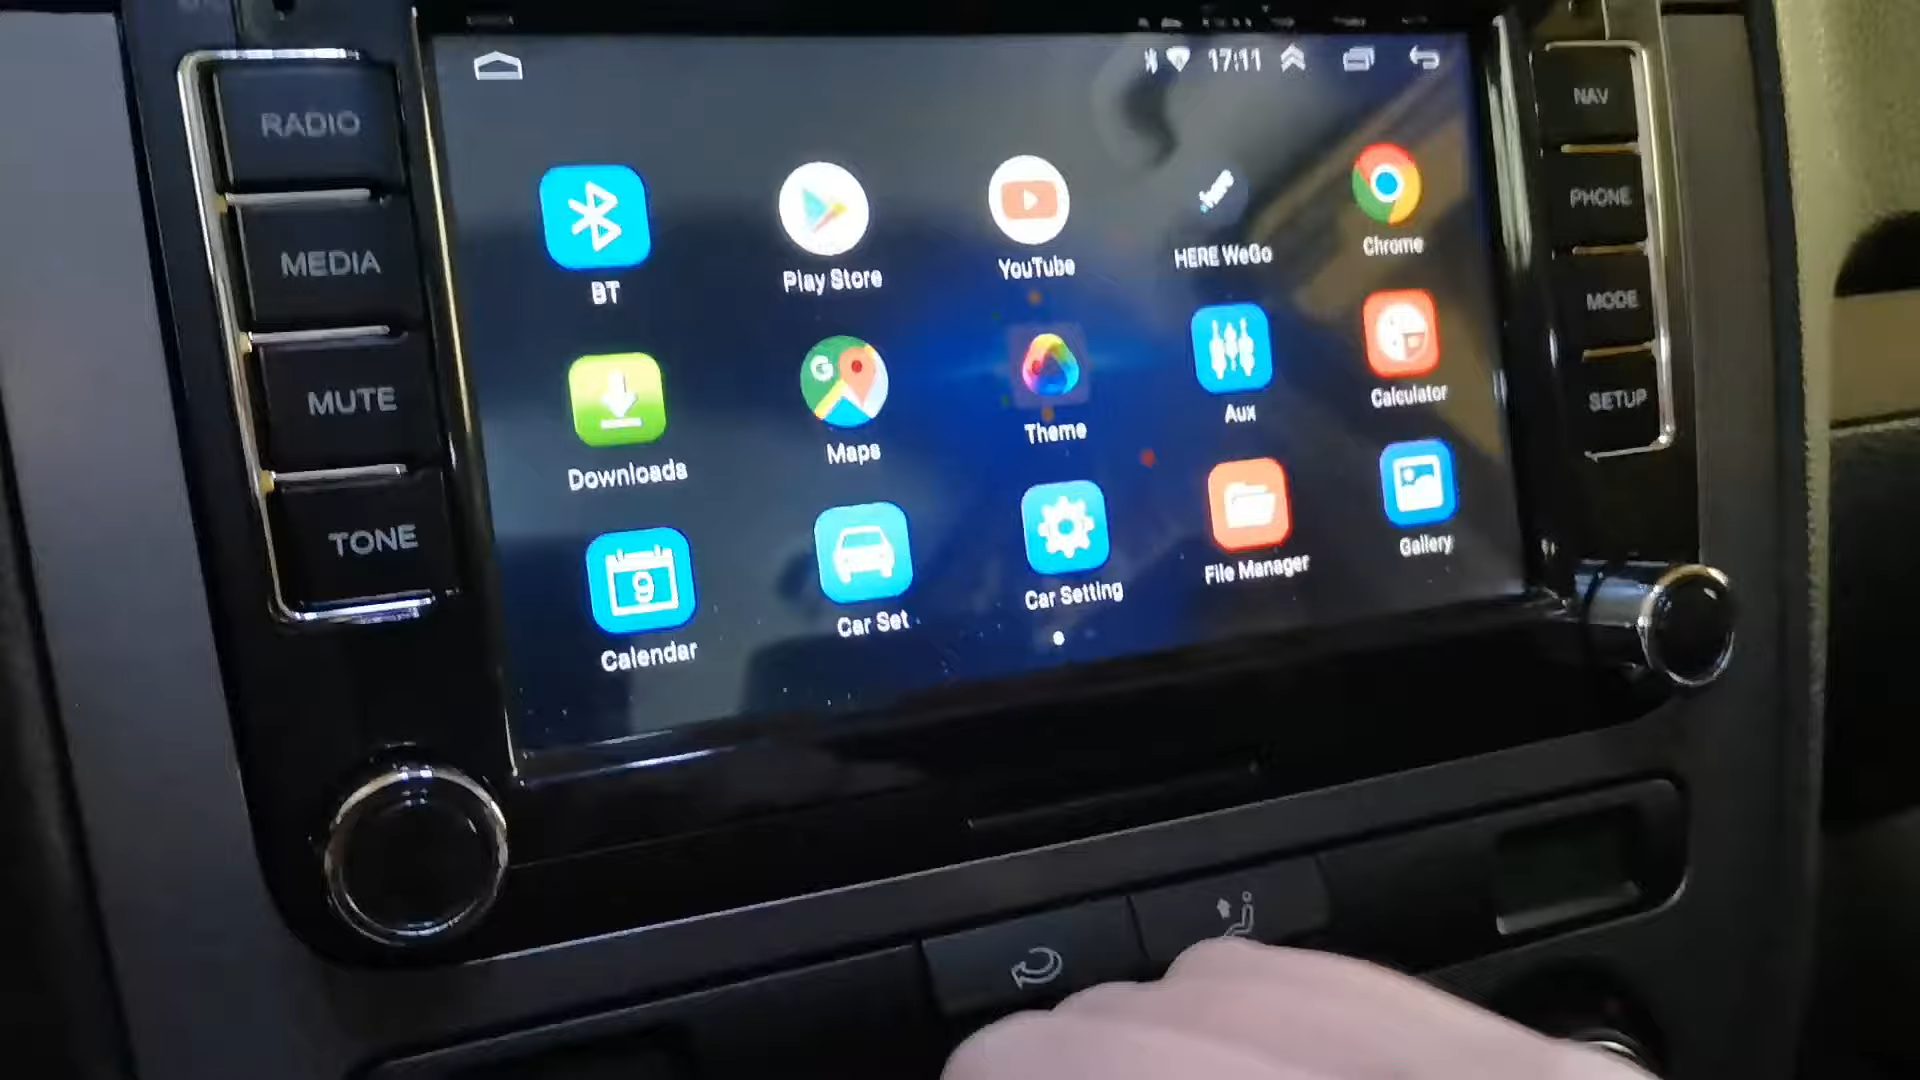 17:11
RADIO
MEDIA
MUTE
TONE
BT
Play Store
YouTube
HERE WeGo
Chrome
Downloads
Maps
Theme
Aux
Calculator
9
Calendar
Car Set
Car Setting
File Manager
Gallery
NAV
PHONE
MODE
SETUP